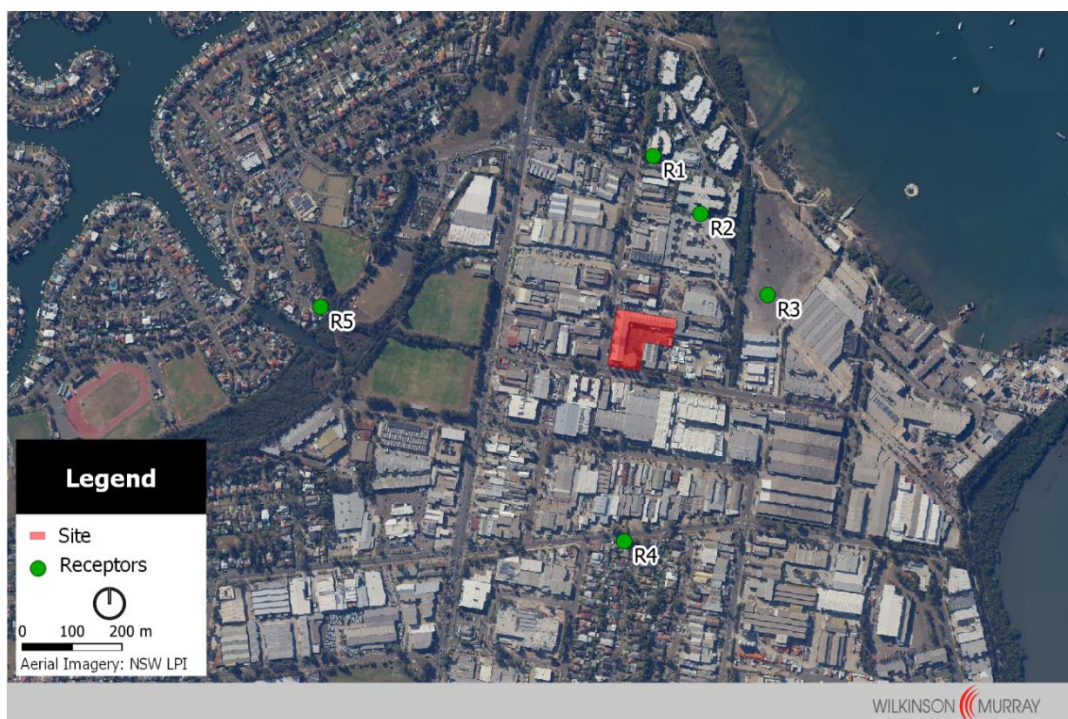 R1
R2
R3
R5
R4
Legend
Site
Receptors
0 100 200 m
Aerial Imagery: NSW LPI
WILKINSON MURRAY